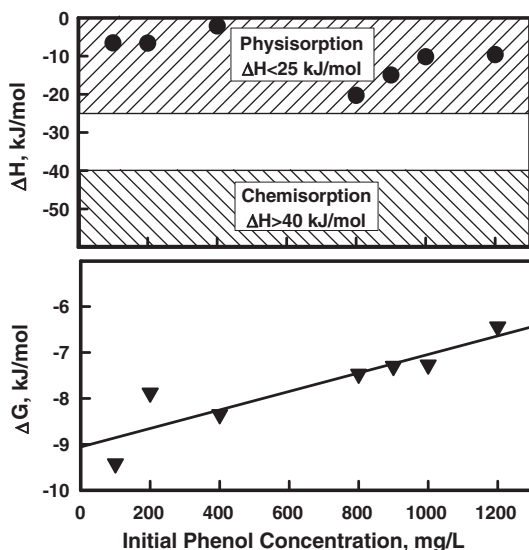 -0
-10
-20
-30
-40
-50
ΔH, kJ/mol
Physisorption
ΔH<25 kJ/mol
Chemisorption
ΔH>40 kJ/mol
-6
-7
-8
-9
-10
ΔG, kJ/mol
0 200 400 600 800 1000 1200
Initial Phenol Concentration, mg/L